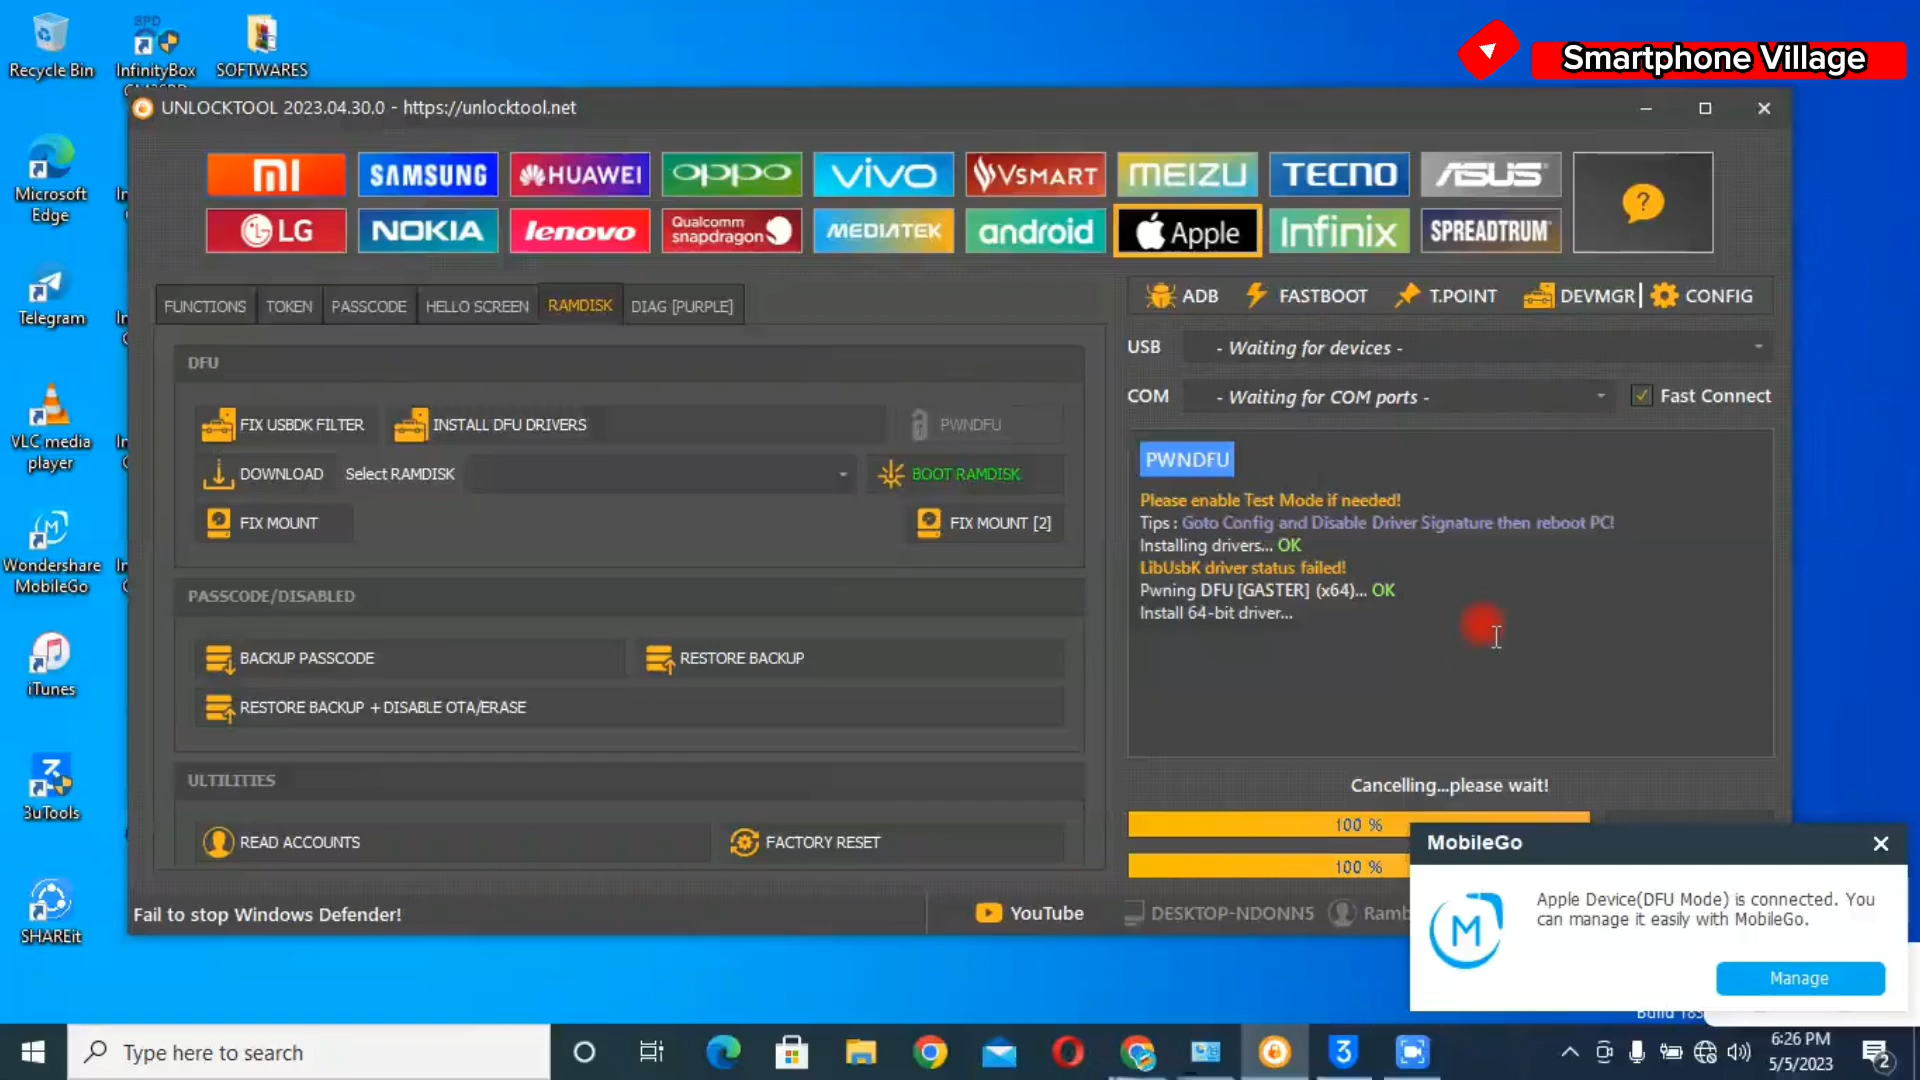 Smartphone Village
Recycle Bin
SPD
InfinityBox
SOFTWARES
UNLOCKTOOL 2023.04.30.0 - https://unlocktool.net
MI
SAMSUNG
HUAWEI
oppo
vivo
VSMART
MEIZU
TECNO
ASUS
LG
NOKIA
lenovo
Qualcomm
snapdragon
MEDIATEK
android
Apple
Infinix
SPREADTRUM
?
Microsoft
Edge
Telegram
VLC media
player
Wondershare
MobileGo
iTunes
3uTools
SHAREit
FUNCTIONS
TOKEN
PASSCODE
HELLO SCREEN
RAMDISK
DIAG [PURPLE]
ADB
FASTBOOT
T.POINT
DEVMGR
CONFIG
USB
- Waiting for devices -
COM
- Waiting for COM ports -
Fast Connect
DFU
FIX USBDK FILTER
INSTALL DFU DRIVERS
PWNDFU
DOWNLOAD
Select RAMDISK
BOOT RAMDISK
FIX MOUNT
FIX MOUNT [2]
PASSCODE/DISABLED
BACKUP PASSCODE
RESTORE BACKUP
RESTORE BACKUP + DISABLE OTA/ERASE
ULTILITIES
READ ACCOUNTS
FACTORY RESET
PWNDFU
Please enable Test Mode if needed!
Tips : Goto Config and Disable Driver Signature then reboot PC!
Installing drivers... OK
LibUsbK driver status failed!
Pwning DFU [GASTER] (x64)... OK
Install 64-bit driver...
Cancelling...please wait!
100 %
100 %
Fail to stop Windows Defender!
YouTube
DESKTOP-NDONN5
Ramb
MobileGo
Apple Device(DFU Mode) is connected. You
can manage it easily with MobileGo.
Manage
Type here to search
6:26 PM
5/5/2023
2